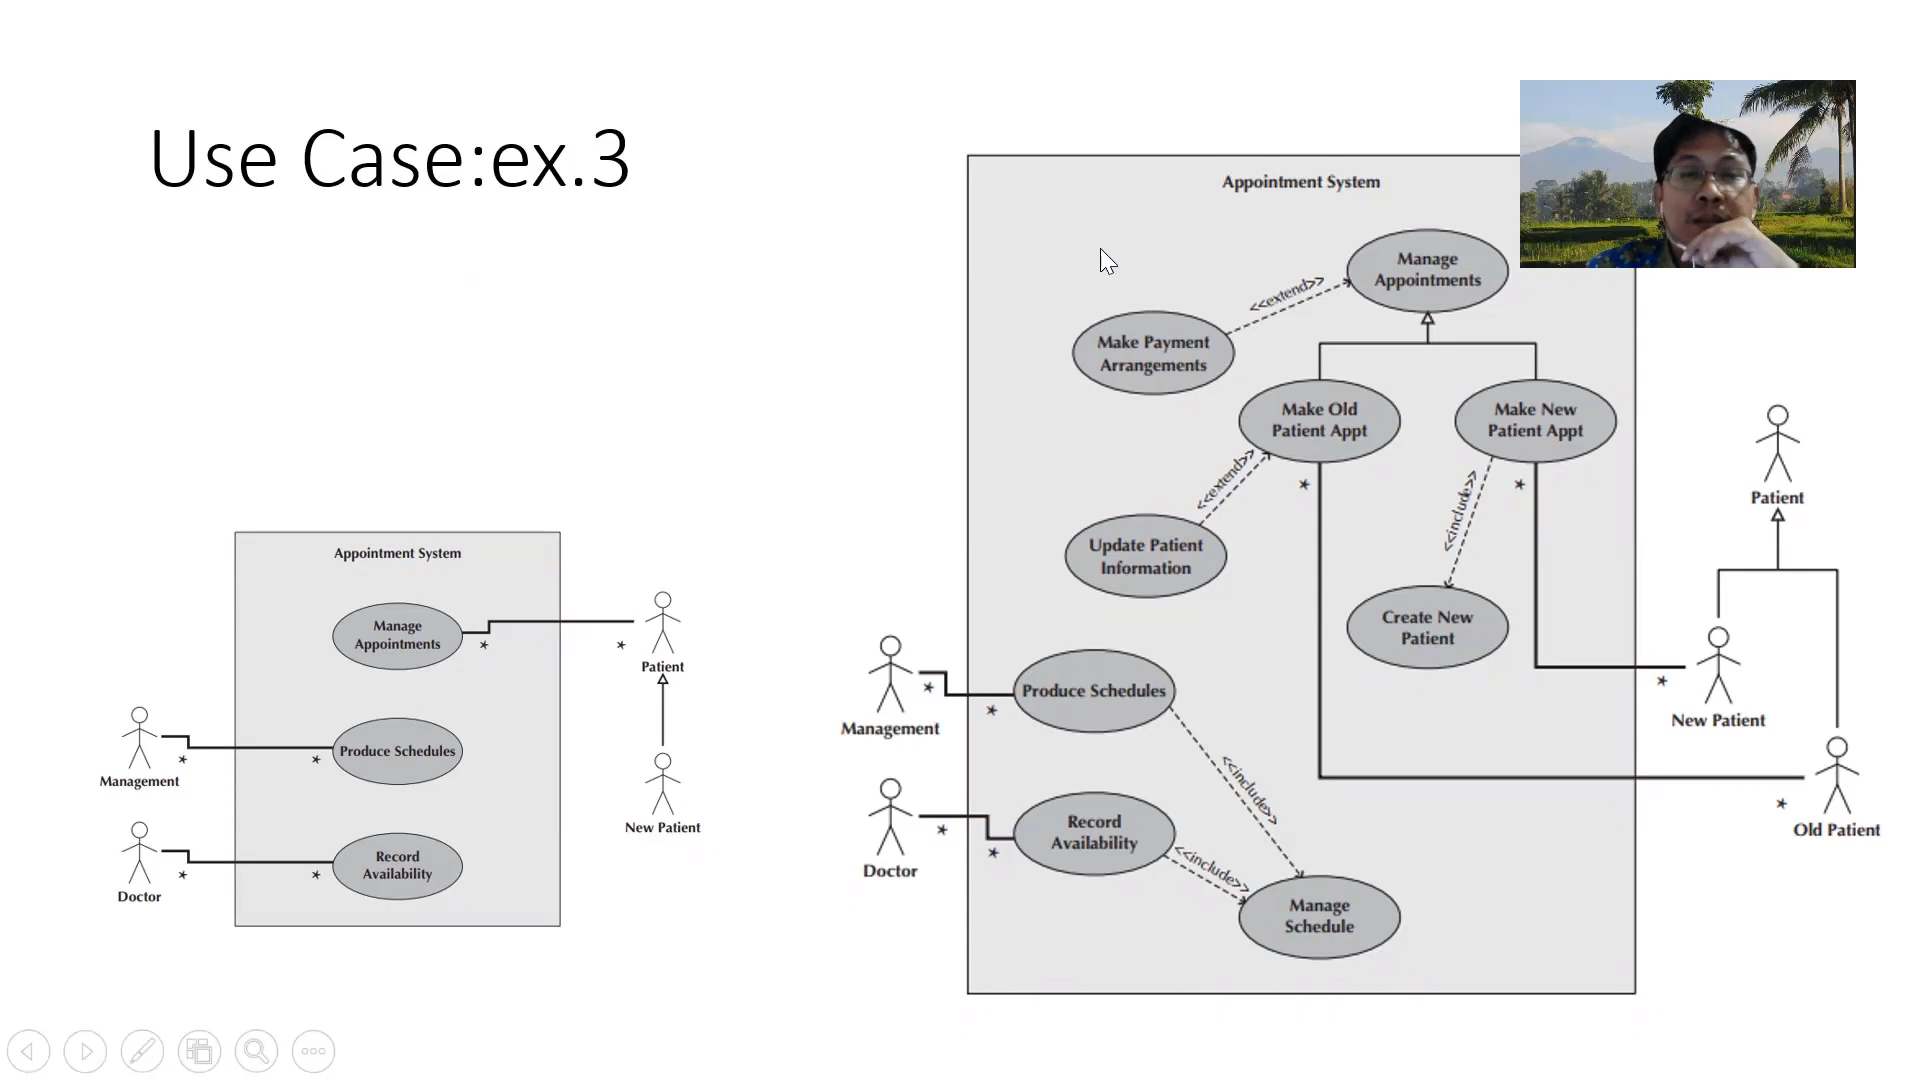 Use Case:ex.3
Appointment System
Manage
Appointments
*
*
Patient
Produce Schedules
*
*
Management
New Patient
Record
Availability
*
*
Doctor
Appointment System
Manage
Appointments
<<extend>>
Make Payment
Arrangements
Make Old
Patient Appt
Make New
Patient Appt
<<extend>>
*
<<include>>
*
Patient
Update Patient
Information
Create New
Patient
Produce Schedules
*
*
Management
*
New Patient
<<include>>
*
Old Patient
Record
Availability
*
*
Doctor
<<include>>
Manage
Schedule